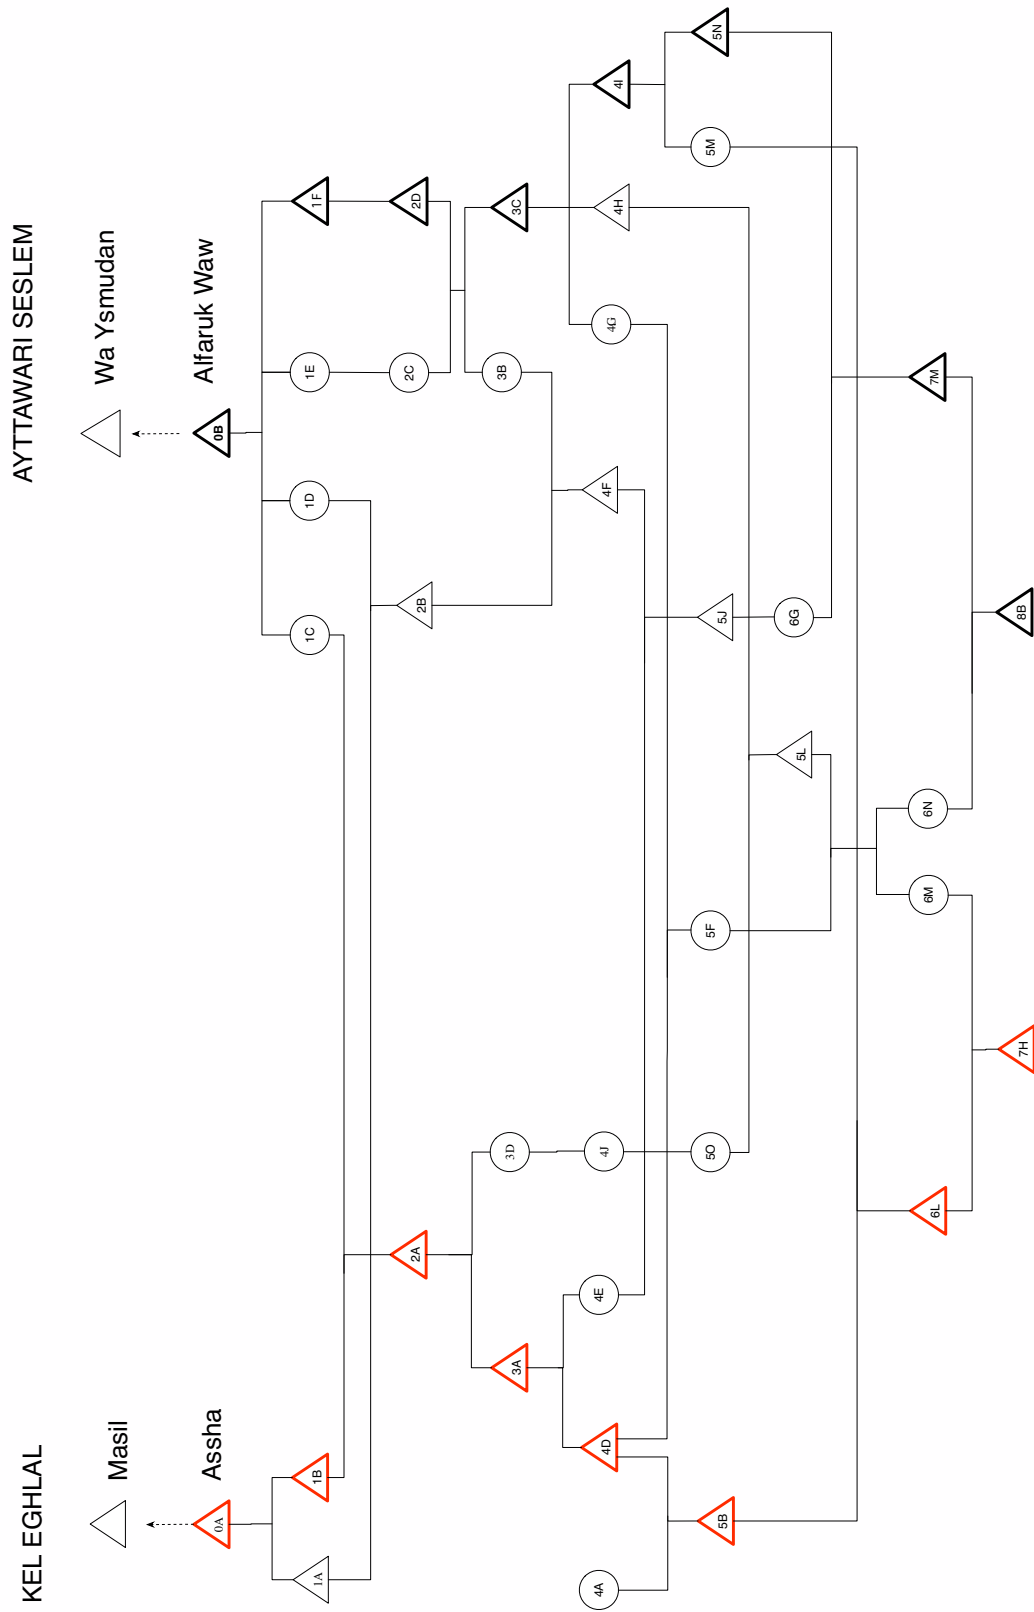 KEL EGHLAL
AYTTAWARI SESLEM
Masil
Wa Ysmudan
Assha
Alfaruk Waw
0A
0B
1A
1B
1C
1D
1E
1F
2A
2B
2C
2D
3A
3D
3B
3C
4A
4D
4E
4J
4F
4G
4H
4I
5B
5O
5F
5L
5J
5M
5N
6L
6M
6N
6G
7H
7M
8B